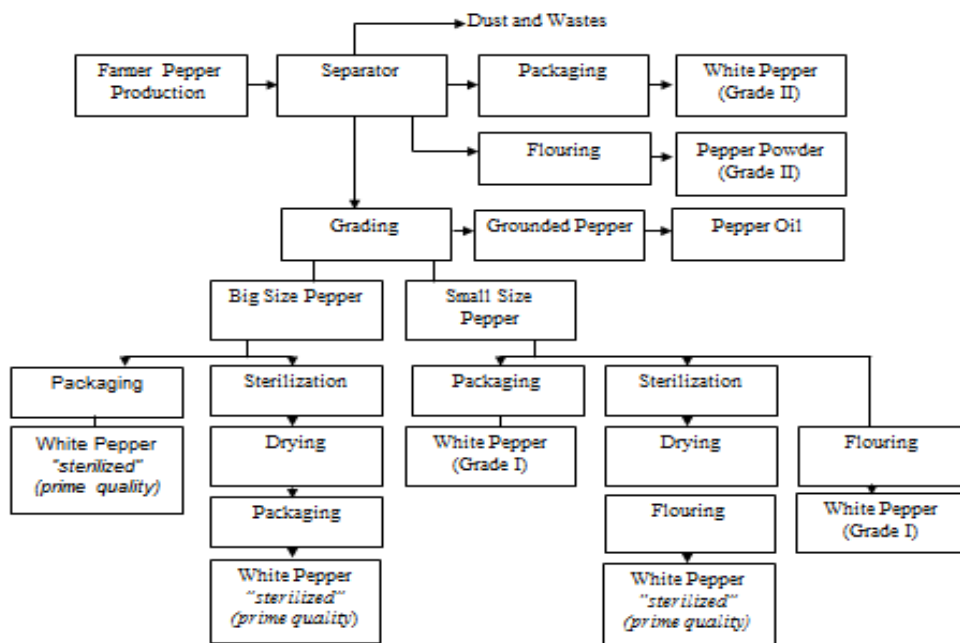 Dust and Wastes
Farmer Pepper
Production
Separator
Packaging
White Pepper
(Grade II)
Flouring
Pepper Powder
(Grade II)
Grading
Grounded Pepper
Pepper Oil
Big Size Pepper
Small Size
Pepper
Packaging
Sterilization
Packaging
Sterilization
White Pepper
"sterilized"
(prime quality)
Drying
White Pepper
(Grade I)
Drying
Flouring
Packaging
Flouring
White Pepper
(Grade I)
White Pepper
"sterilized"
(prime quality)
White Pepper
"sterilized"
(prime quality)